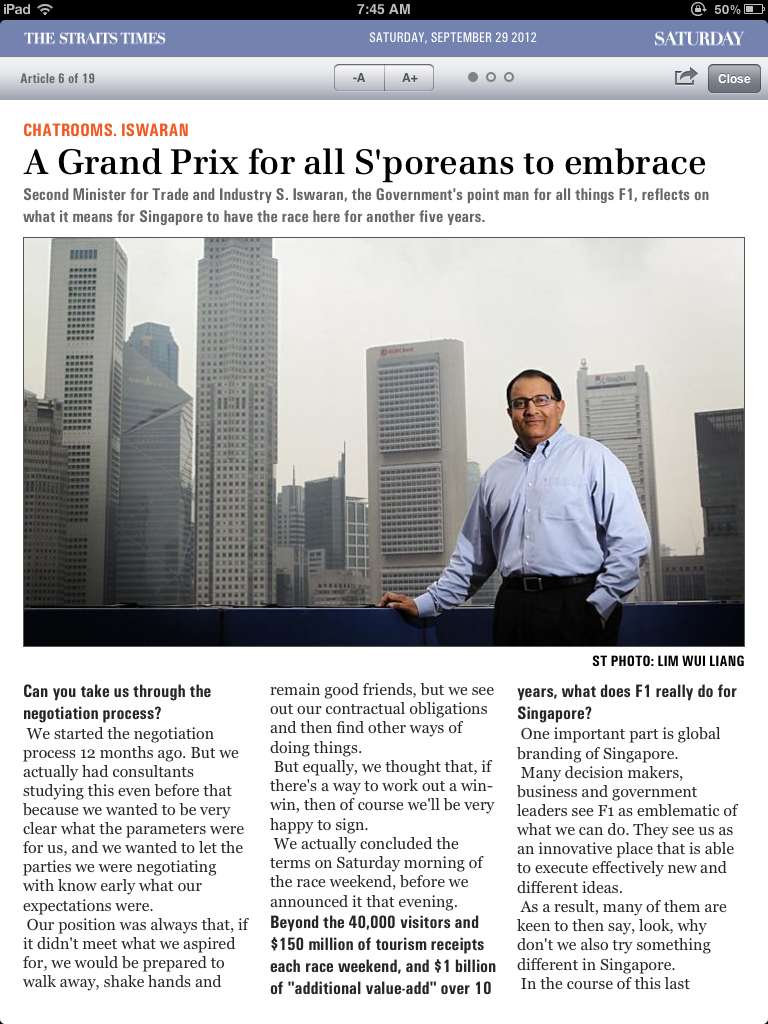 iPad
7:45 AM
50%
THE STRAITS TIMES
SATURDAY, SEPTEMBER 29 2012
SATURDAY
Article 6 of 19
-A
A+
Close
CHATROOMS. ISWARAN
A Grand Prix for all S'poreans to embrace
Second Minister for Trade and Industry S. Iswaran, the Government's point man for all things F1, reflects on
what it means for Singapore to have the race here for another five years.
ST PHOTO: LIM WUI LIANG
Can you take us through the
negotiation process?
We started the negotiation
process 12 months ago. But we
actually had consultants
studying this even before that
because we wanted to be very
clear what the parameters were
for us, and we wanted to let the
parties we were negotiating
with know early what our
expectations were.
Our position was always that, if
it didn't meet what we aspired
for, we would be prepared to
walk away, shake hands and
remain good friends, but we see
out our contractual obligations
and then find other ways of
doing things.
But equally, we thought that, if
there's a way to work out a win-
win, then of course we'll be very
happy to sign.
We actually concluded the
terms on Saturday morning of
the race weekend, before we
announced it that evening.
Beyond the 40,000 visitors and
$150 million of tourism receipts
each race weekend, and $1 billion
of "additional value-add" over 10
years, what does F1 really do for
Singapore?
One important part is global
branding of Singapore.
Many decision makers,
business and government
leaders see F1 as emblematic of
what we can do. They see us as
an innovative place that is able
to execute effectively new and
different ideas.
As a result, many of them are
keen to then say, look, why
don't we also try something
different in Singapore.
In the course of this last